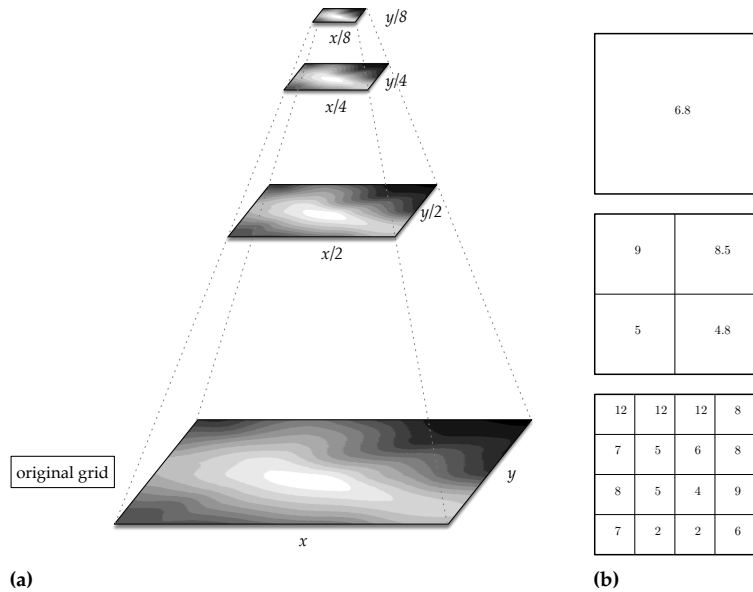 y/8
x/8
y/4
x/4
y/2
x/2
original grid
y
x
(a)
6.8
9 8.5
5 4.8
12 12 12 8
7 5 6 8
8 5 4 9
7 2 2 6
(b)